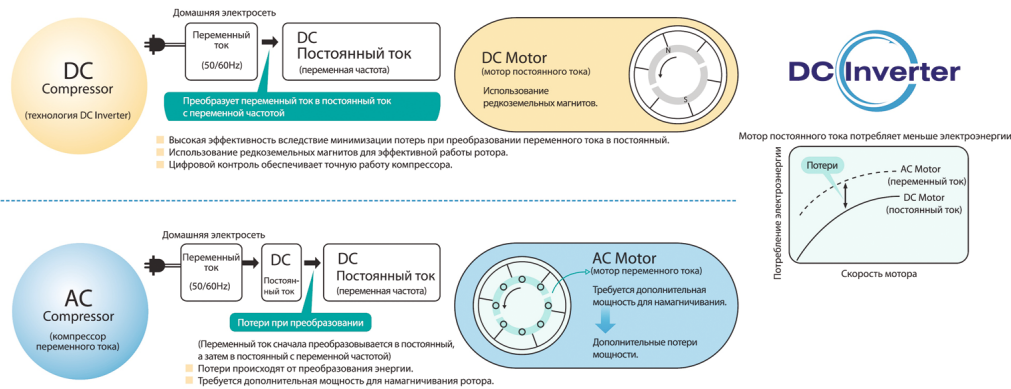 Домашняя электросеть
DC
Compressor
(технология DC Inverter)
Переменный
ток
(50/60Hz)
DC
Постоянный ток
(переменная частота)
Преобразует переменный ток в постоянный ток
с переменной частотой
DC Motor
(мотор постоянного тока)
Использование
редкоземельных магнитов.
N
S
Высокая эффективность вследствие минимизации потерь при преобразовании переменного тока в постоянный.
Использование редкоземельных магнитов для эффективной работы ротора.
Цифровой контроль обеспечивает точную работу компрессора.
DC Inverter
Мотор постоянного тока потребляет меньше электроэнергии
Потребление электроэнергии
Потери
AC Motor
(переменный ток)
DC Motor
(постоянный ток)
Скорость мотора
Домашняя электросеть
AC
Compressor
(компрессор
переменного тока)
Переменный
ток
(50/60Hz)
DC
Постоян-
ный ток
DC
Постоянный ток
(переменная частота)
Потери при преобразовании
(Переменный ток сначала преобразовывается в постоянный,
а затем в постоянный с переменной частотой)
Потери происходят от преобразования энергии.
Требуется дополнительная мощность для намагничивания ротора.
AC Motor
(мотор переменного тока)
Требуется дополнительная
мощность для намагничивания.
Дополнительные потери
мощности.